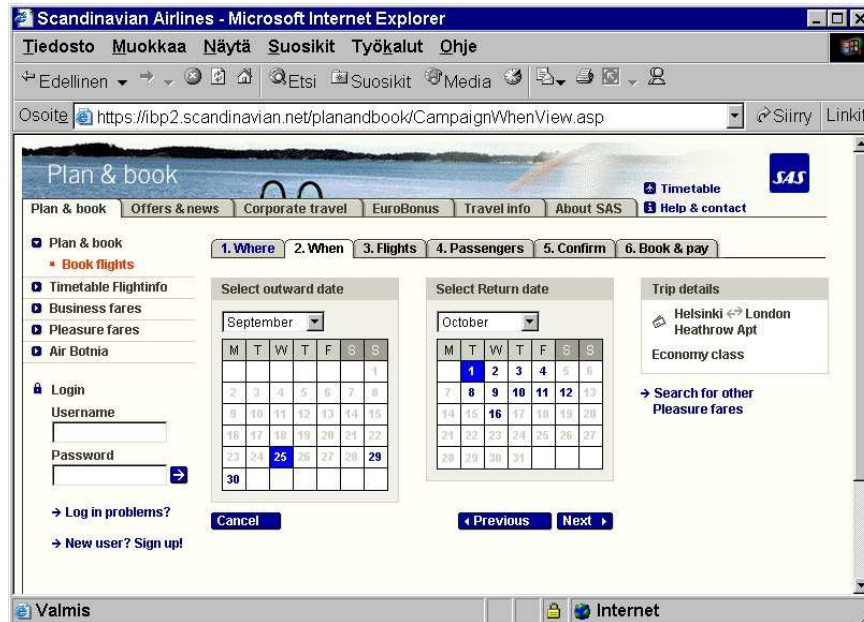 Scandinavian Airlines - Microsoft Internet Explorer
Tiedosto Muokkaa Näytä Suosikit Työkalut Ohje
Edellinen Etsi Suosikit Media
Osoite https://ibp2.scandinavian.net/planandbook/CampaignWhenView.asp Siirry Linkit
Plan & book
SAS
Timetable
Help & contact
Plan & book Offers & news Corporate travel EuroBonus Travel info About SAS
Plan & book
Book flights
Timetable Flightinfo
Business fares
Pleasure fares
Air Botnia
Login
Username
Password
Log in problems?
New user? Sign up!
1. Where 2. When 3. Flights 4. Passengers 5. Confirm 6. Book & pay
Select outward date
September
M T W T F S S
1
2 3 4 5 6 7 8
9 10 11 12 13 14 15
16 17 18 19 20 21 22
23 24 25 26 27 28 29
30
Cancel
Select Return date
October
M T W T F S S
1 2 3 4 5 6
7 8 9 10 11 12 13
14 15 16 17 18 19 20
21 22 23 24 25 26 27
28 29 30 31
Previous Next
Trip details
Helsinki <-> London
Heathrow Apt
Economy class
Search for other
Pleasure fares
Valmis Internet